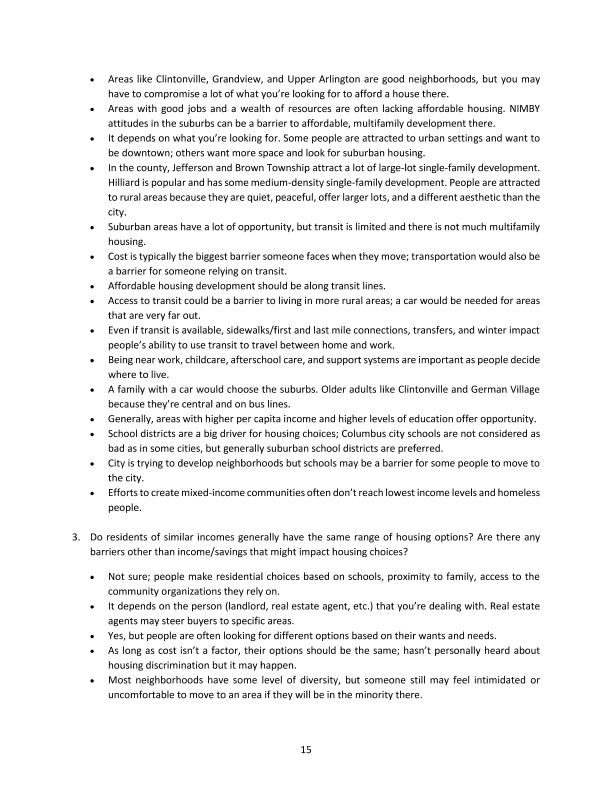 • Areas like Clintonville, Grandview, and Upper Arlington are good neighborhoods, but you may
have to compromise a lot of what you're looking for to afford a house there.
• Areas with good jobs and a wealth of resources are often lacking affordable housing. NIMBY
attitudes in the suburbs can be a barrier to affordable, multifamily development there.
• It depends on what you're looking for. Some people are attracted to urban settings and want to
be downtown; others want more space and look for suburban housing.
• In the county, Jefferson and Brown Township attract a lot of large-lot single-family development.
Hilliard is popular and has some medium-density single-family development. People are attracted
to rural areas because they are quiet, peaceful, offer larger lots, and a different aesthetic than the
city.
• Suburban areas have a lot of opportunity, but transit is limited and there is not much multifamily
housing.
• Cost is typically the biggest barrier someone faces when they move; transportation would also be
a barrier for someone relying on transit.
• Affordable housing development should be along transit lines.
• Access to transit could be a barrier to living in more rural areas; a car would be needed for areas
that are very far out.
• Even if transit is available, sidewalks/first and last mile connections, transfers, and winter impact
people's ability to use transit to travel between home and work.
• Being near work, childcare, afterschool care, and support systems are important as people decide
where to live.
• A family with a car would choose the suburbs. Older adults like Clintonville and German Village
because they're central and on bus lines.
• Generally, areas with higher per capita income and higher levels of education offer opportunity.
• School districts are a big driver for housing choices; Columbus city schools are not considered as
bad as in some cities, but generally suburban school districts are preferred.
• City is trying to develop neighborhoods but schools may be a barrier for some people to move to
the city.
• Efforts to create mixed-income communities often don't reach lowest income levels and homeless
people.
3. Do residents of similar incomes generally have the same range of housing options? Are there any
barriers other than income/savings that might impact housing choices?
• Not sure; people make residential choices based on schools, proximity to family, access to the
community organizations they rely on.
• It depends on the person (landlord, real estate agent, etc.) that you're dealing with. Real estate
agents may steer buyers to specific areas.
• Yes, but people are often looking for different options based on their wants and needs.
• As long as cost isn't a factor, their options should be the same; hasn't personally heard about
housing discrimination but it may happen.
• Most neighborhoods have some level of diversity, but someone still may feel intimidated or
uncomfortable to move to an area if they will be in the minority there.
15